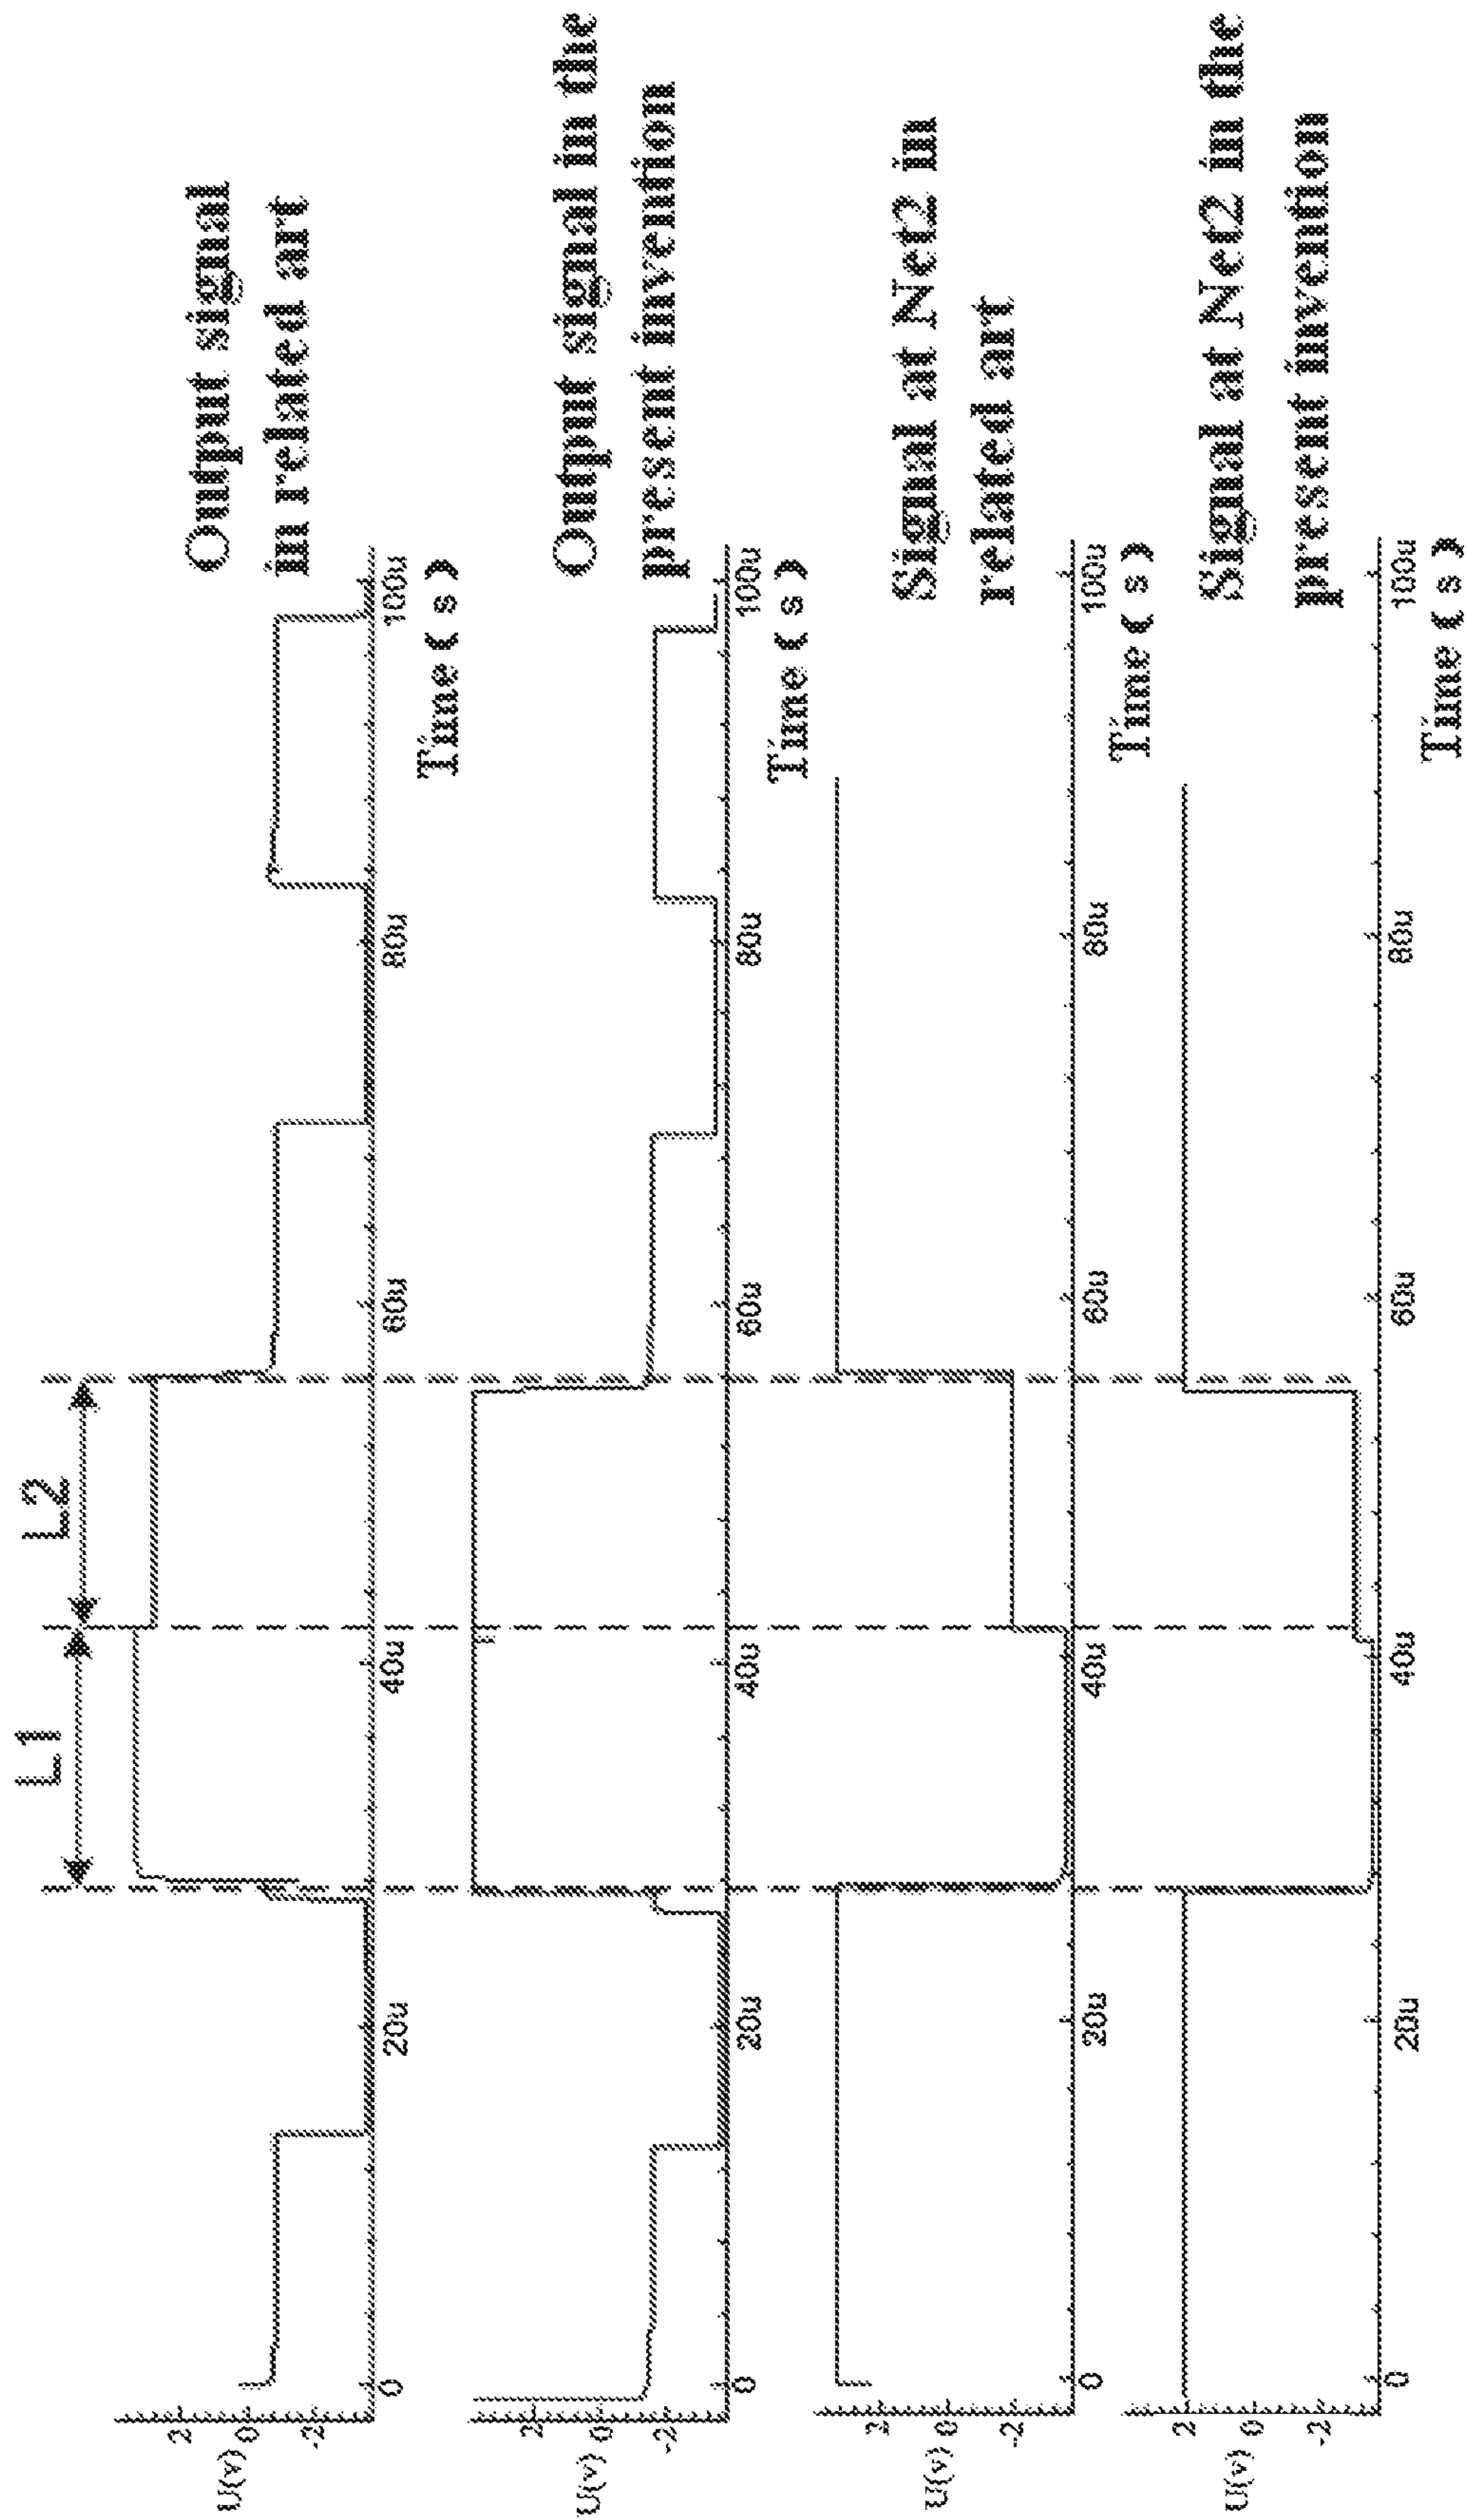 L1
L2
2
U(v) 0
-2
Output signal
in related art
0
20u
40u
60u
80u
100u
Time(s)
2
U(v) 0
-2
Output signal in the
present invention
0
20u
40u
60u
80u
100u
Time(s)
2
U(v) 0
-2
Signal at Net2 in
related art
0
20u
40u
60u
80u
100u
Time(s)
2
U(v) 0
-2
Signal at Net2 in the
present invention
0
20u
40u
60u
80u
100u
Time(s)